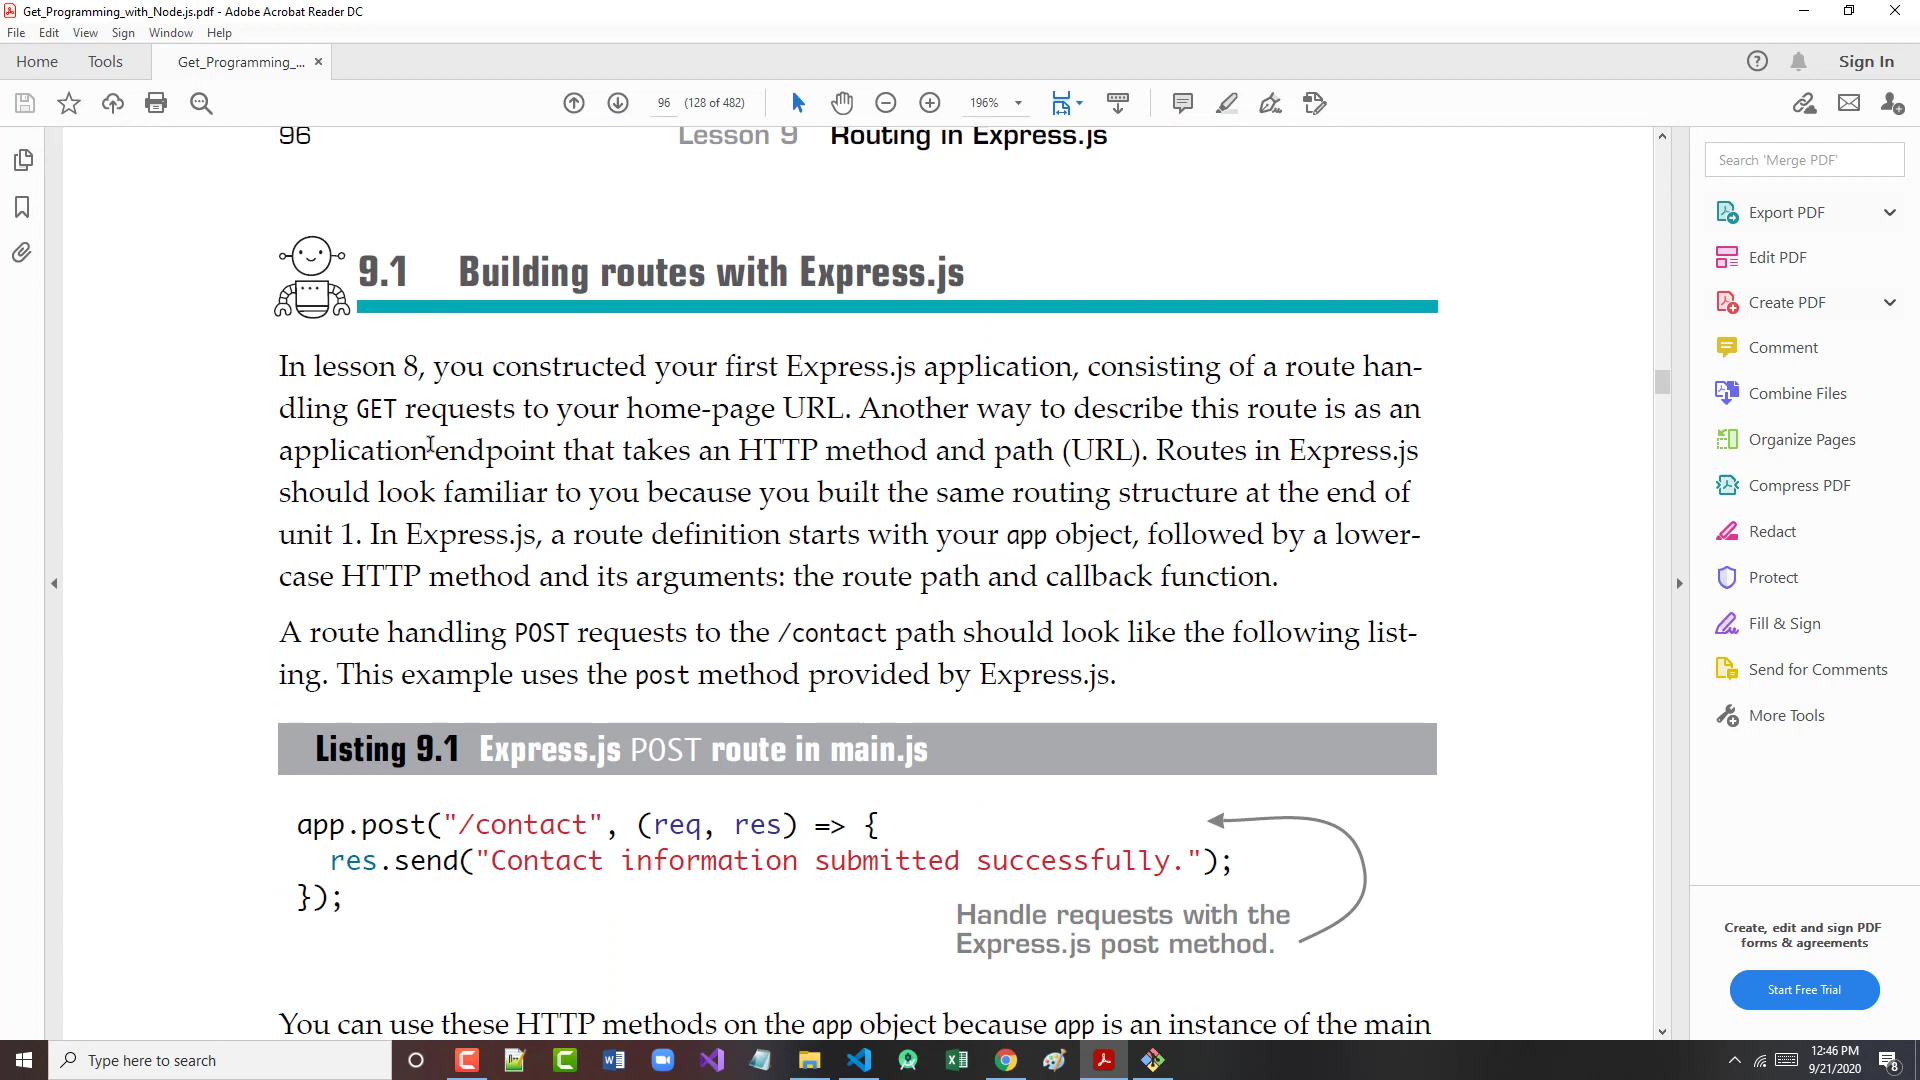 Get_Programming_with_Node.js.pdf - Adobe Acrobat Reader DC
File Edit View Sign Window Help
Home Tools Get_Programming_... ×
Sign In
96 (128 of 482) 196%
96 Lesson 9 Routing in Express.js
9.1 Building routes with Express.js
In lesson 8, you constructed your first Express.js application, consisting of a route han-
dling GET requests to your home-page URL. Another way to describe this route is as an
application endpoint that takes an HTTP method and path (URL). Routes in Express.js
should look familiar to you because you built the same routing structure at the end of
unit 1. In Express.js, a route definition starts with your app object, followed by a lower-
case HTTP method and its arguments: the route path and callback function.
A route handling POST requests to the /contact path should look like the following list-
ing. This example uses the post method provided by Express.js.
Listing 9.1 Express.js POST route in main.js
app.post("/contact", (req, res) => {
res.send("Contact information submitted successfully.");
});
Handle requests with the
Express.js post method.
You can use these HTTP methods on the app object because app is an instance of the main
Search 'Merge PDF'
Export PDF
Edit PDF
Create PDF
Comment
Combine Files
Organize Pages
Compress PDF
Redact
Protect
Fill & Sign
Send for Comments
More Tools
Create, edit and sign PDF
forms & agreements
Start Free Trial
Type here to search
12:46 PM
9/21/2020
8